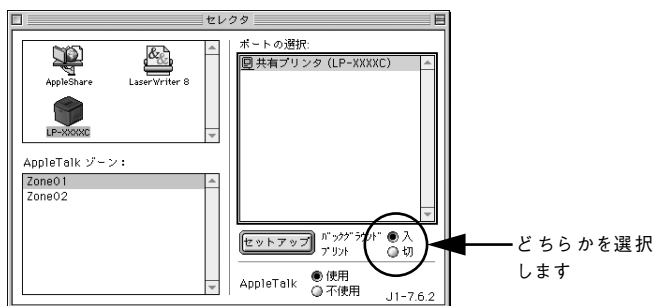 セレクタ
AppleShare
LaserWriter 8
LP-XXXXC
AppleTalk ゾーン：
Zone01
Zone02
ポートの選択:
共有プリンタ (LP-XXXXC)
セットアップ
バックグラウンド
プリント
入
切
AppleTalk
使用
不使用
J1-7.6.2
どちらかを選択
します